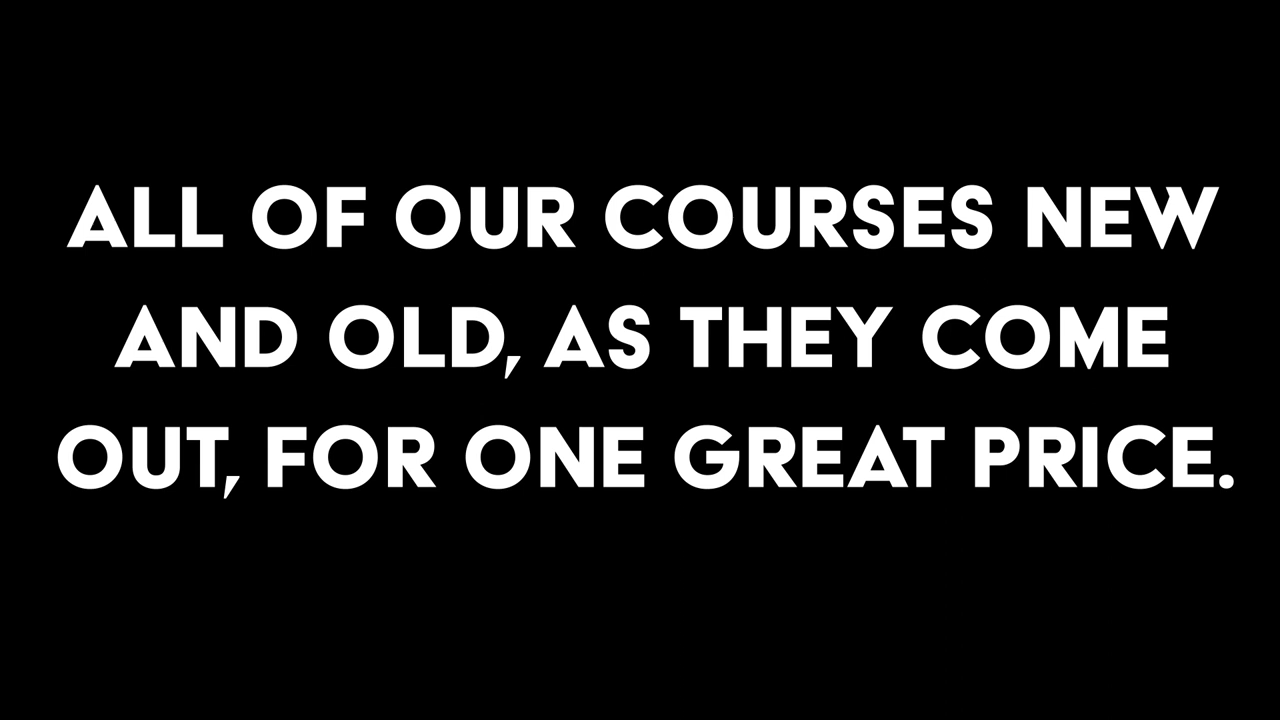 ALL OF OUR COURSES NEW
AND OLD, AS THEY COME
OUT, FOR ONE GREAT PRICE.